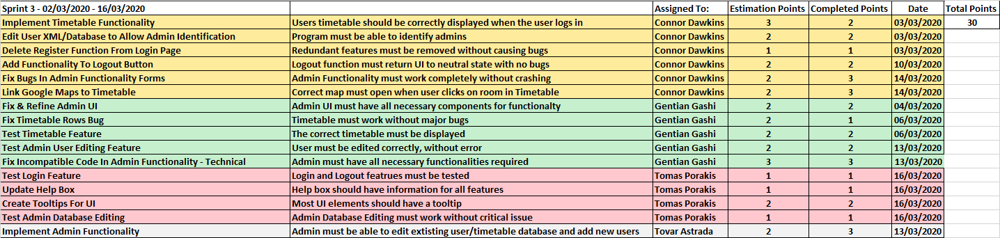 Sprint 3 - 02/03/2020 - 16/03/2020 Assigned To: Estimation Points Completed Points Date Total Points
Implement Timetable Functionality Users timetable should be correctly displayed when the user logs in Connor Dawkins 3 2 03/03/2020 30
Edit User XML/Database to Allow Admin Identification Program must be able to identify admins Connor Dawkins 2 2 03/03/2020
Delete Register Function From Login Page Redundant features must be removed without causing bugs Connor Dawkins 1 1 03/03/2020
Add Functionality To Logout Button Logout function must return UI to neutral state with no bugs Connor Dawkins 2 2 10/03/2020
Fix Bugs In Admin Functionality Forms Admin Functionality must work completely without crashing Connor Dawkins 2 3 14/03/2020
Link Google Maps to Timetable Correct map must open when user clicks on room in Timetable Connor Dawkins 2 3 14/03/2020
Fix & Refine Admin UI Admin UI must have all necessary components for functionalty Gentian Gashi 2 2 04/03/2020
Fix Timetable Rows Bug Timetable must work without major bugs Gentian Gashi 2 1 06/03/2020
Test Timetable Feature The correct timetable must be displayed Gentian Gashi 2 2 06/03/2020
Test Admin User Editing Feature User must be edited correctly, without error Gentian Gashi 2 2 13/03/2020
Fix Incompatible Code In Admin Functionality - Technical Admin must have all necessary functionalities required Gentian Gashi 3 3 13/03/2020
Test Login Feature Login and Logout featrues must be tested Tomas Porakis 1 1 16/03/2020
Update Help Box Help box should have information for all features Tomas Porakis 1 1 16/03/2020
Create Tooltips For UI Most UI elements should have a tooltip Tomas Porakis 2 2 16/03/2020
Test Admin Database Editing Admin Database Editing must work without critical issue Tomas Porakis 1 1 16/03/2020
Implement Admin Functionality Admin must be able to edit extisting user/timetable database and add new users Tovar Astrada 2 3 13/03/2020